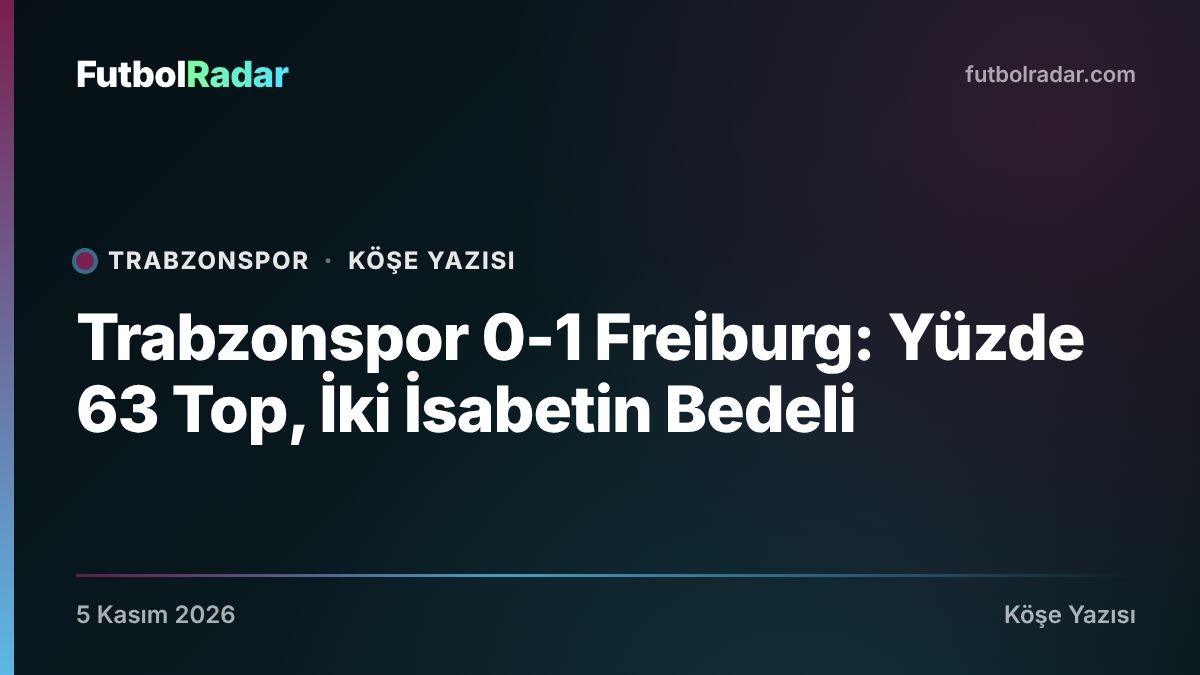 FutbolRadar
futbolradar.com
TRABZONSPOR · KÖŞE YAZISI
Trabzonspor 0-1 Freiburg: Yüzde
63 Top, İki İsabetin Bedeli
5 Kasım 2026
Köşe Yazısı